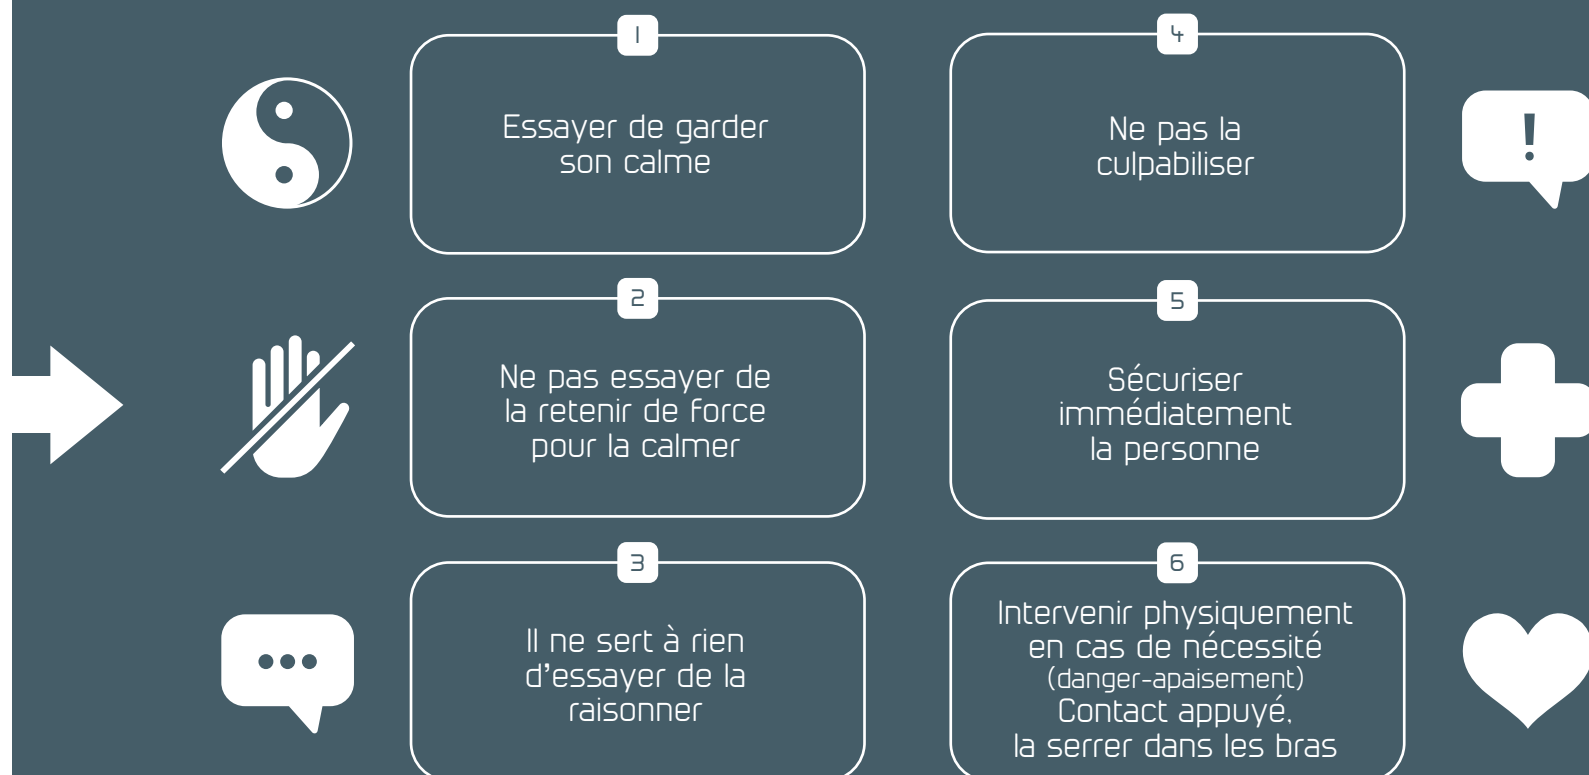 1
Essayer de garder
son calme
2
Ne pas essayer de
la retenir de force
pour la calmer
3
Il ne sert à rien
d'essayer de la
raisonner
4
Ne pas la
culpabiliser
!
5
Sécuriser
immédiatement
la personne
6
Intervenir physiquement
en cas de nécessité
(danger-apaisement)
Contact appuyé,
la serrer dans les bras